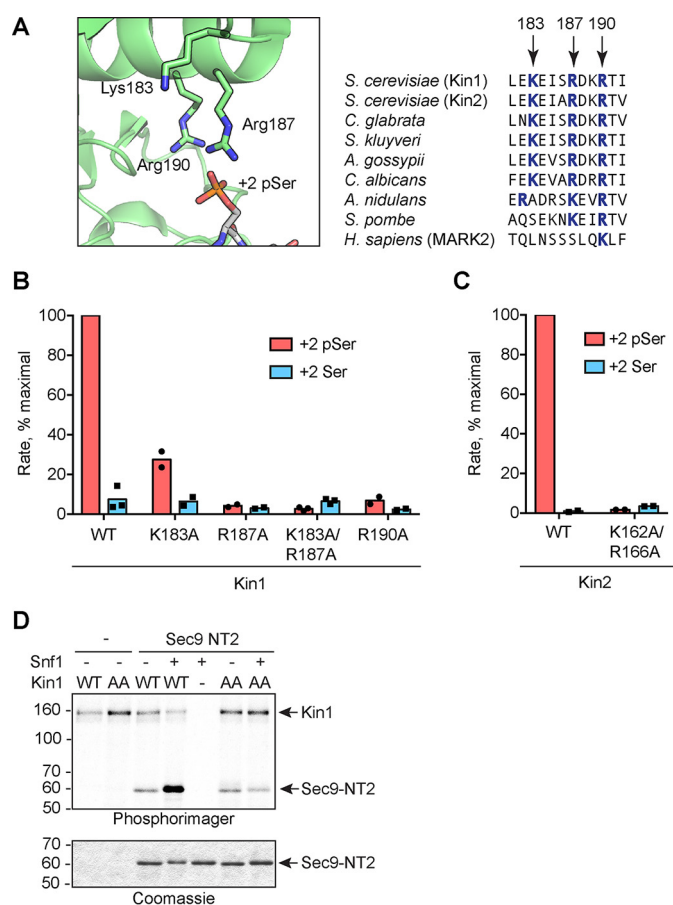 A
183 187 190
Lys183
Arg187
Arg190
+2 pSer
S. cerevisiae (Kin1) LEKEISRDKRTI
S. cerevisiae (Kin2) LEKEIARDKRTV
C. glabrata LNKEISRDKRTI
S. kluyveri LEKEISRDKRTI
A. gossypii LEKEVSRDKRTI
C. albicans FEKEVARDRRTI
A. nidulans ERADRSKEVRTV
S. pombe AQSEKNKEIRTV
H. sapiens (MARK2) TQLNSSSLQKLF
B
Rate, % maximal
100
80
60
40
20
0
+2 pSer
+2 Ser
WT K183A R187A K183A/ R190A
R187A
Kin1
C
Rate, % maximal
100
80
60
40
20
0
+2 pSer
+2 Ser
WT K162A/
R166A
Kin2
D
- Sec9 NT2
Snf1 - - - + + - +
Kin1 WT AA WT WT - AA AA
160 -
100 -
70 -
60 -
50 -
Kin1
Sec9-NT2
Phosphorimager
70 -
60 -
50 -
Sec9-NT2
Coomassie